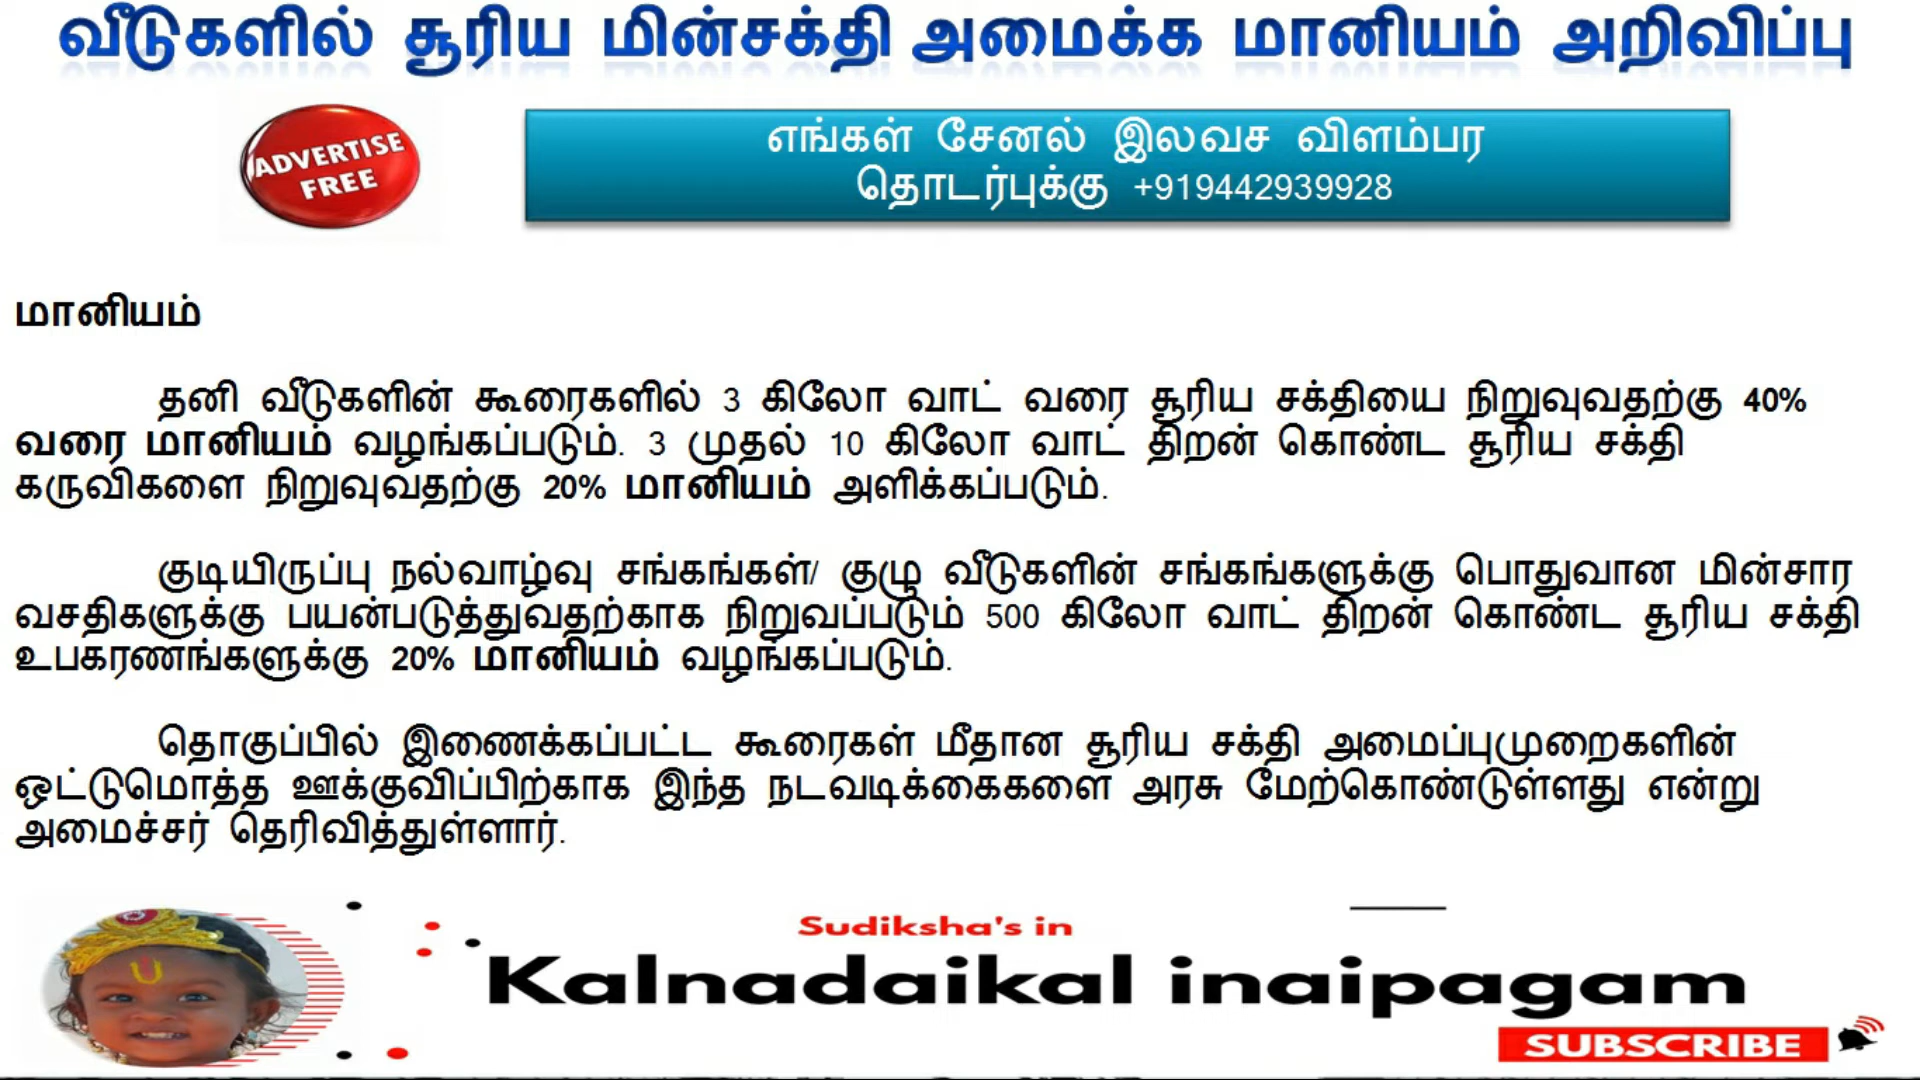 வீடுகளில் சூரிய மின்சக்தி அமைக்க மானியம் அறிவிப்பு
ADVERTISE
FREE
எங்கள் சேனல் இலவச விளம்பர
தொடர்புக்கு +919442939928
மானியம்
தனி வீடுகளின் கூரைகளில் 3 கிலோ வாட் வரை சூரிய சக்தியை நிறுவுவதற்கு 40%
வரை மானியம் வழங்கப்படும். 3 முதல் 10 கிலோ வாட் திறன் கொண்ட சூரிய சக்தி
கருவிகளை நிறுவுவதற்கு 20% மானியம் அளிக்கப்படும்.
குடியிருப்பு நல்வாழ்வு சங்கங்கள்/ குழு வீடுகளின் சங்கங்களுக்கு பொதுவான மின்சார
வசதிகளுக்கு பயன்படுத்துவதற்காக நிறுவப்படும் 500 கிலோ வாட் திறன் கொண்ட சூரிய சக்தி
உபகரணங்களுக்கு 20% மானியம் வழங்கப்படும்.
தொகுப்பில் இணைக்கப்பட்ட கூரைகள் மீதான சூரிய சக்தி அமைப்புமுறைகளின்
ஒட்டுமொத்த ஊக்குவிப்பிற்காக இந்த நடவடிக்கைகளை அரசு மேற்கொண்டுள்ளது என்று
அமைச்சர் தெரிவித்துள்ளார்.
Sudiksha's in
Kalnadaikal inaipagam
SUBSCRIBE